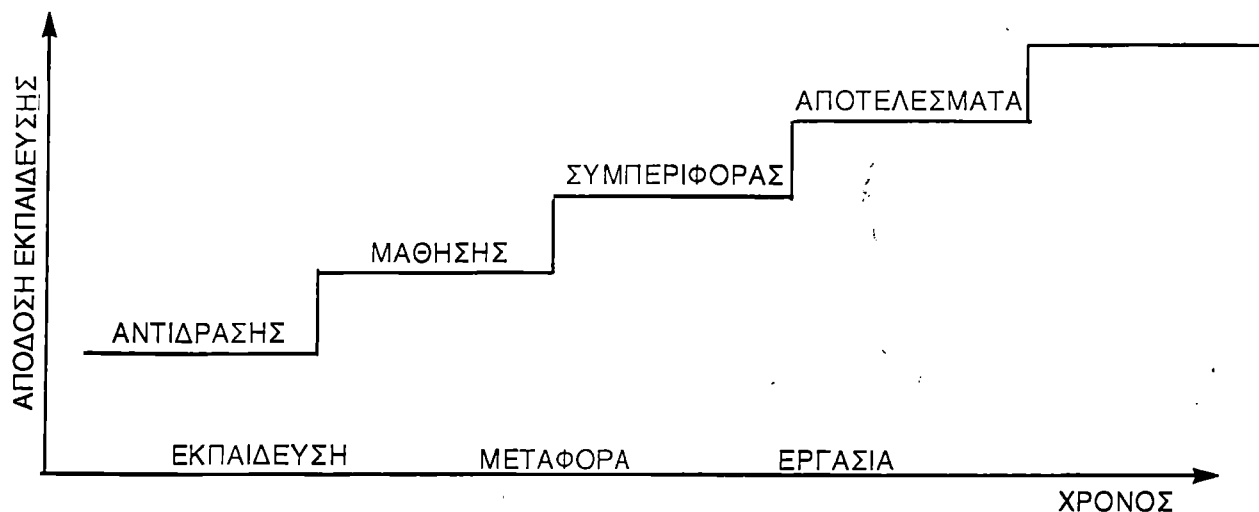 ΑΠΟΔΟΣΗ ΕΚΠΑΙΔΕΥΣΗΣ
ΑΠΟΤΕΛΕΣΜΑΤΑ
ΣΥΜΠΕΡΙΦΟΡΑΣ
ΜΑΘΗΣΗΣ
ΑΝΤΙΔΡΑΣΗΣ
ΕΚΠΑΙΔΕΥΣΗ ΜΕΤΑΦΟΡΑ ΕΡΓΑΣΙΑ
ΧΡΟΝΟΣ